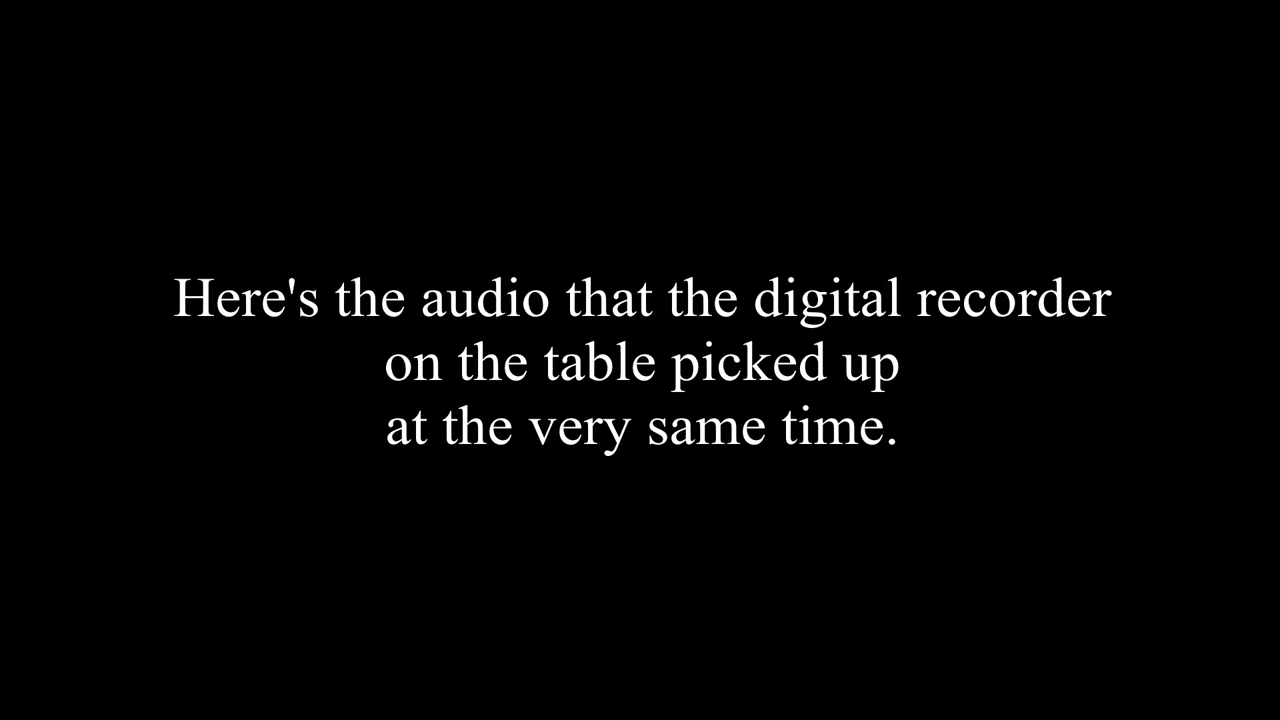 Here's the audio that the digital recorder
on the table picked up
at the very same time.